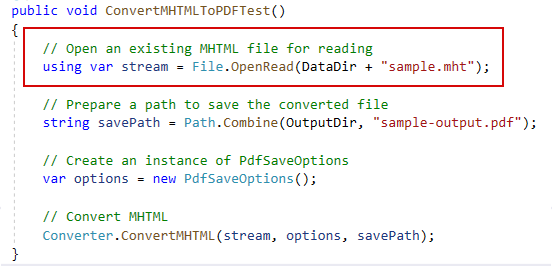 public void ConvertMHTMLToPDFTest()
{
// Open an existing MHTML file for reading
using var stream = File.OpenRead(DataDir + "sample.mht");
// Prepare a path to save the converted file
string savePath = Path.Combine(OutputDir, "sample-output.pdf");
// Create an instance of PdfSaveOptions
var options = new PdfSaveOptions();
// Convert MHTML
Converter.ConvertMHTML(stream, options, savePath);
}